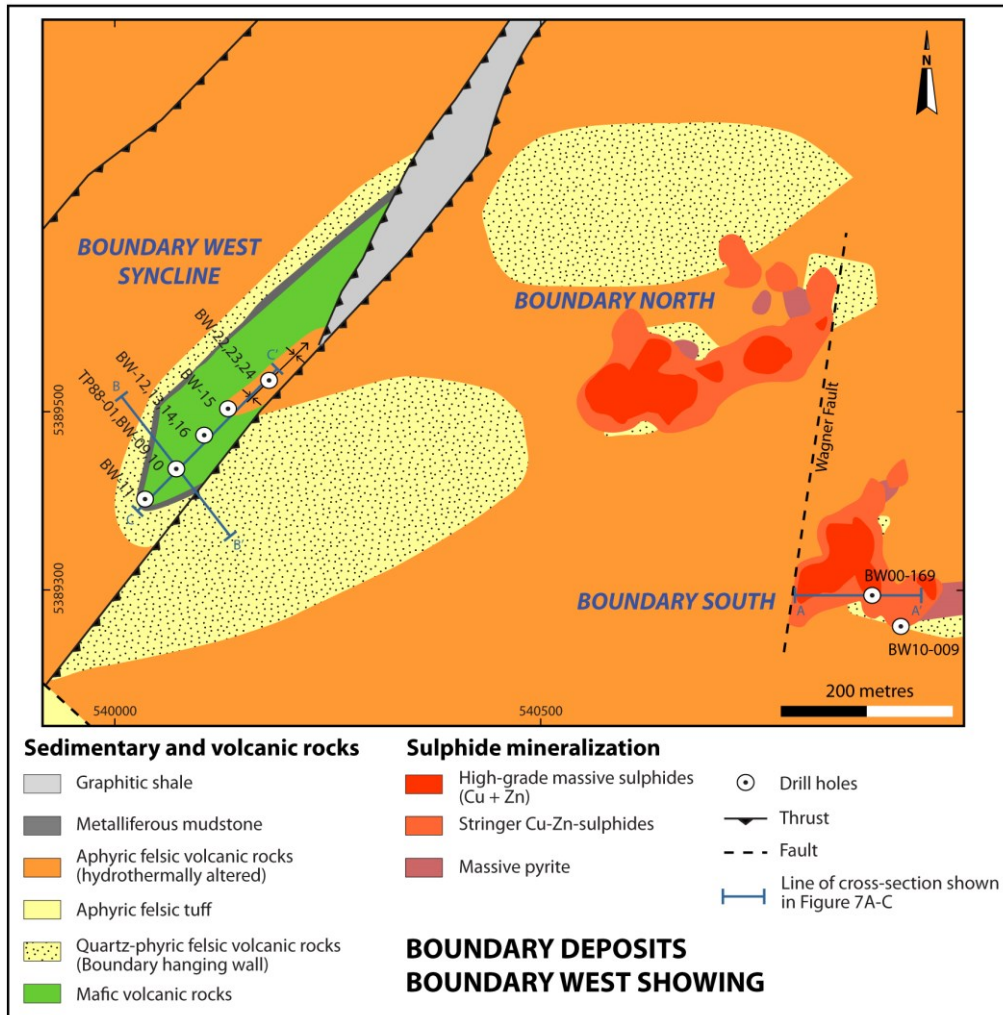 N
BOUNDARY WEST
SYNCLINE
BOUNDARY NORTH
BW-22,23,24
C'
BW-15
BW-12,13,14,16
B
TP88-01,BW-09,10
BW-17
C
B'
Wagner Fault
5389500
5389300
BW00-169
BOUNDARY SOUTH
A
A'
BW10-009
200 metres
540000
540500
Sedimentary and volcanic rocks
Graphitic shale
Metalliferous mudstone
Aphyric felsic volcanic rocks
(hydrothermally altered)
Aphyric felsic tuff
Quartz-phyric felsic volcanic rocks
(Boundary hanging wall)
Mafic volcanic rocks
Sulphide mineralization
High-grade massive sulphides
(Cu + Zn)
Stringer Cu-Zn-sulphides
Massive pyrite
Drill holes
Thrust
Fault
Line of cross-section shown
in Figure 7A-C
BOUNDARY DEPOSITS
BOUNDARY WEST SHOWING